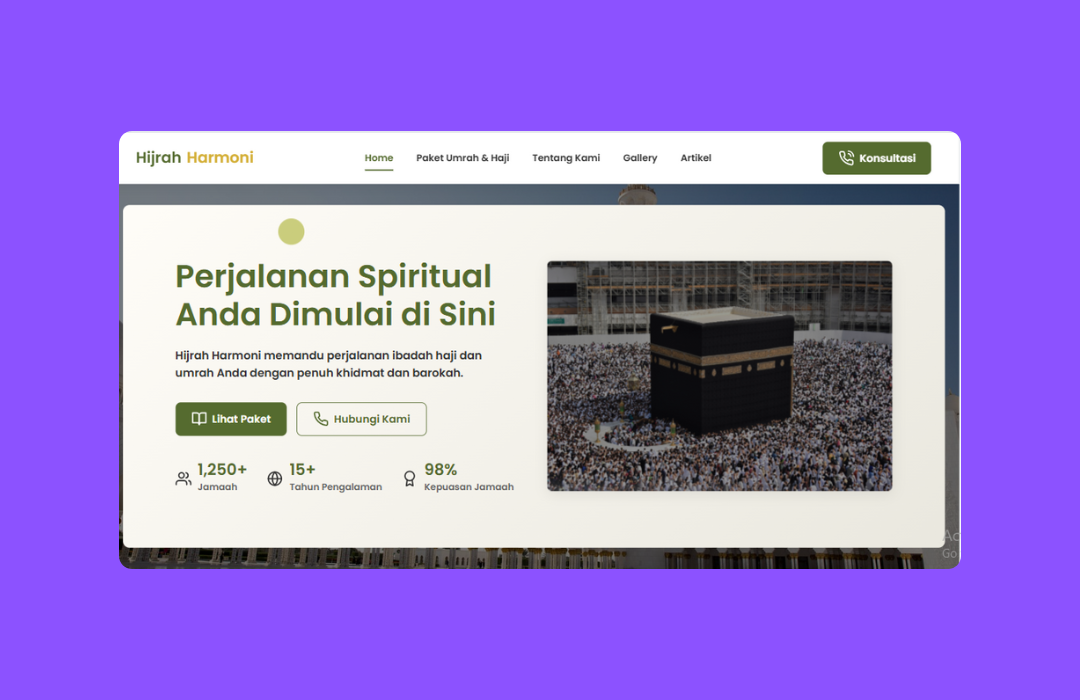 Hijrah Harmoni
Home
Paket Umrah & Haji
Tentang Kami
Gallery
Artikel
Konsultasi
Perjalanan Spiritual
Anda Dimulai di Sini
Hijrah Harmoni memandu perjalanan ibadah haji dan
umrah Anda dengan penuh khidmat dan barokah.
Lihat Paket
Hubungi Kami
1,250+
Jamaah
15+
Tahun Pengalaman
98%
Kepuasan Jamaah